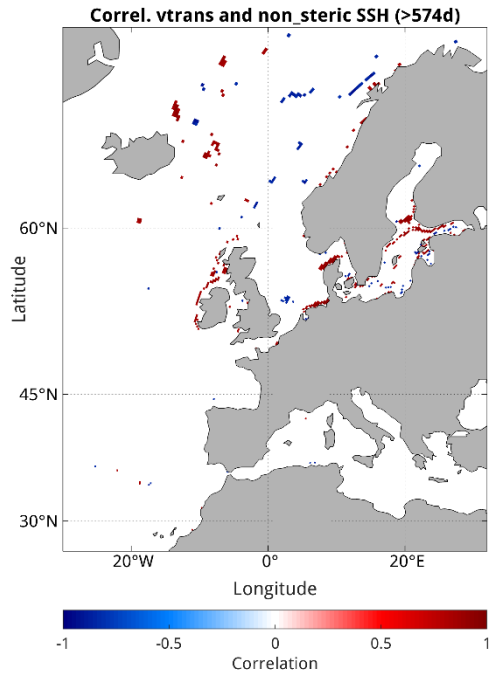 Correl. vtrans and non_steric SSH (>574d)
60°N
45°N
30°N
Latitude
20°W 0° 20°E
Longitude
-1 -0.5 0 0.5 1
Correlation